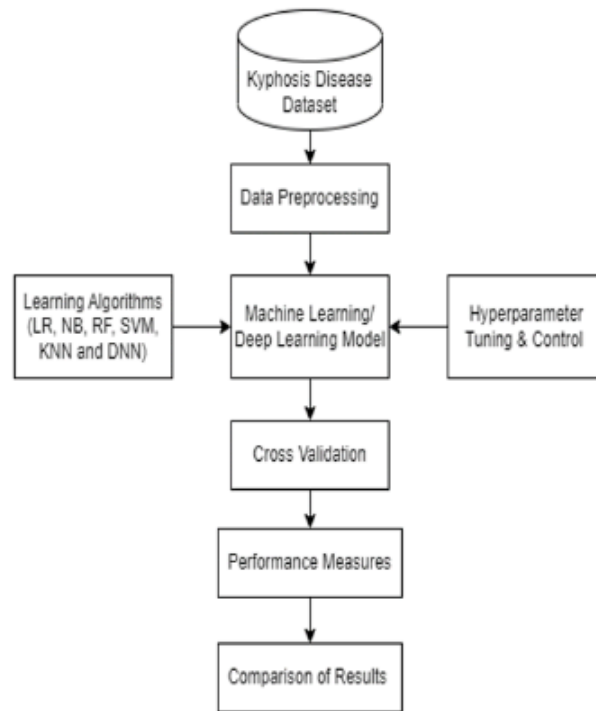 Kyphosis Disease
Dataset
Data Preprocessing
Learning Algorithms
(LR, NB, RF, SVM,
KNN and DNN)
Machine Learning/
Deep Learning Model
Hyperparameter
Tuning & Control
Cross Validation
Performance Measures
Comparison of Results